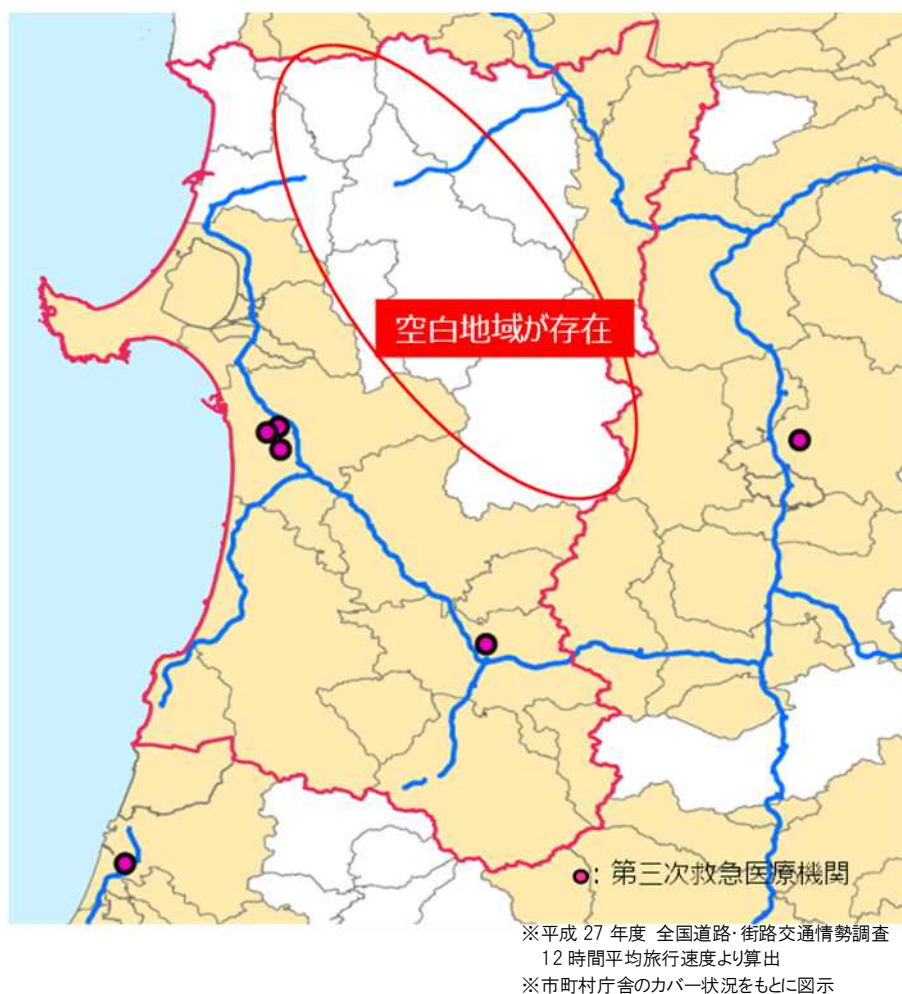 空白地域が存在
: 第三次救急医療機関
※平成 27 年度 全国道路・街路交通情勢調査
12 時間平均旅行速度より算出
※市町村庁舎のカバー状況をもとに図示